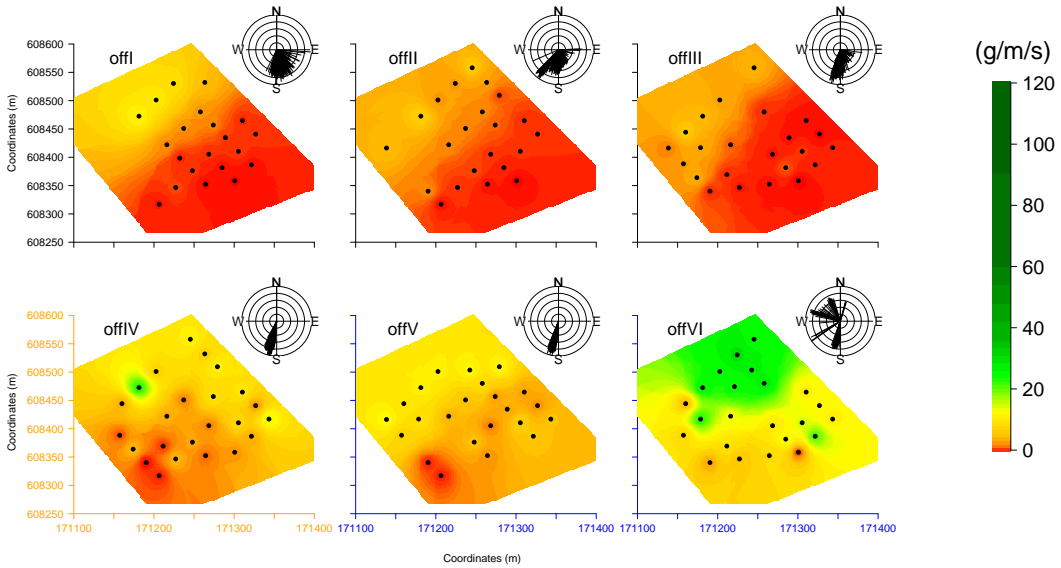 N
W E
S
offI
N
W E
S
offII
N
W E
S
offIII
(g/m/s)
120
100
80
60
40
20
0
608600
608550
608500
608450
608400
608350
608300
608250
Coordinates (m)
N
W E
S
offIV
N
W E
S
offV
N
W E
S
offVI
608600
608550
608500
608450
608400
608350
608300
608250
Coordinates (m)
171100 171200 171300 171400
171100 171200 171300 171400
171100 171200 171300 171400
Coordinates (m)